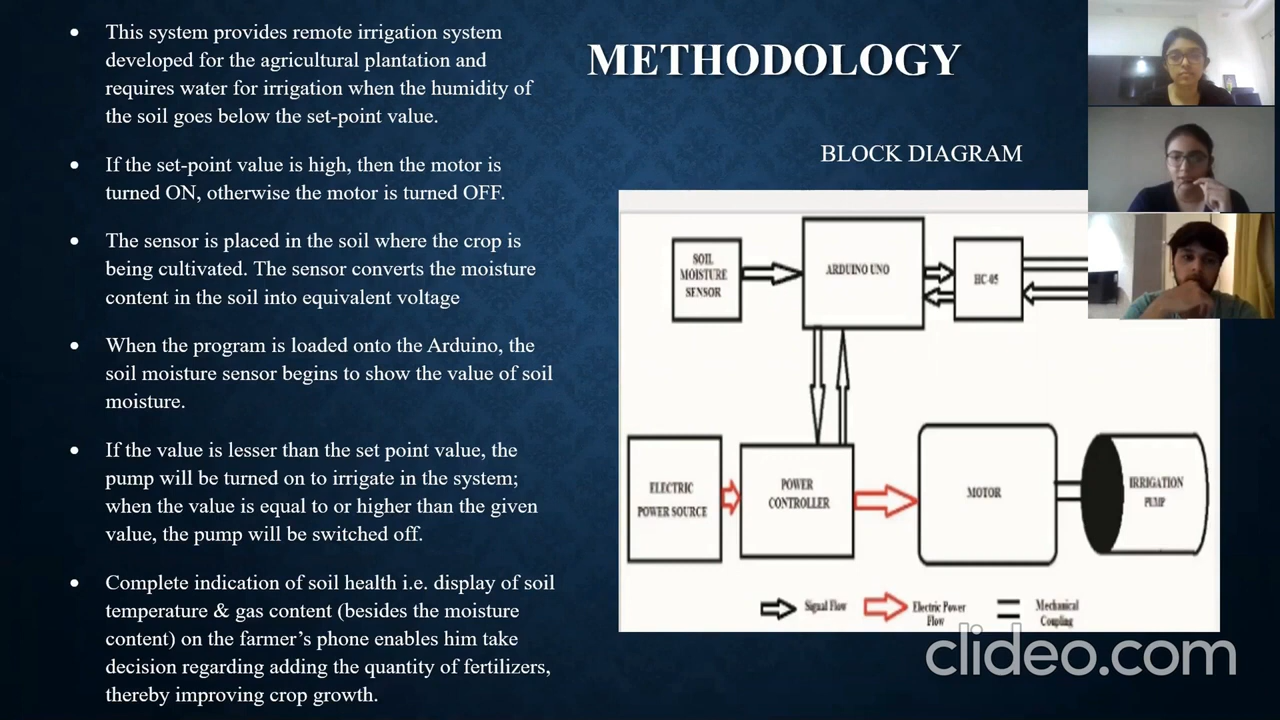 • This system provides remote irrigation system
developed for the agricultural plantation and
requires water for irrigation when the humidity of
the soil goes below the set-point value.
• If the set-point value is high, then the motor is
turned ON, otherwise the motor is turned OFF.
• The sensor is placed in the soil where the crop is
being cultivated. The sensor converts the moisture
content in the soil into equivalent voltage
• When the program is loaded onto the Arduino, the
soil moisture sensor begins to show the value of soil
moisture.
• If the value is lesser than the set point value, the
pump will be turned on to irrigate in the system;
when the value is equal to or higher than the given
value, the pump will be switched off.
• Complete indication of soil health i.e. display of soil
temperature & gas content (besides the moisture
content) on the farmer's phone enables him take
decision regarding adding the quantity of fertilizers,
thereby improving crop growth.
METHODOLOGY
BLOCK DIAGRAM
SOIL
MOISTURE
SENSOR
ARDUINO UNO
HC-05
ELECTRIC
POWER SOURCE
POWER
CONTROLLER
MOTOR
IRRIGATION
PUMP
Signal Flow
Electric Power
Flow
Mechanical
Coupling
clideo.com